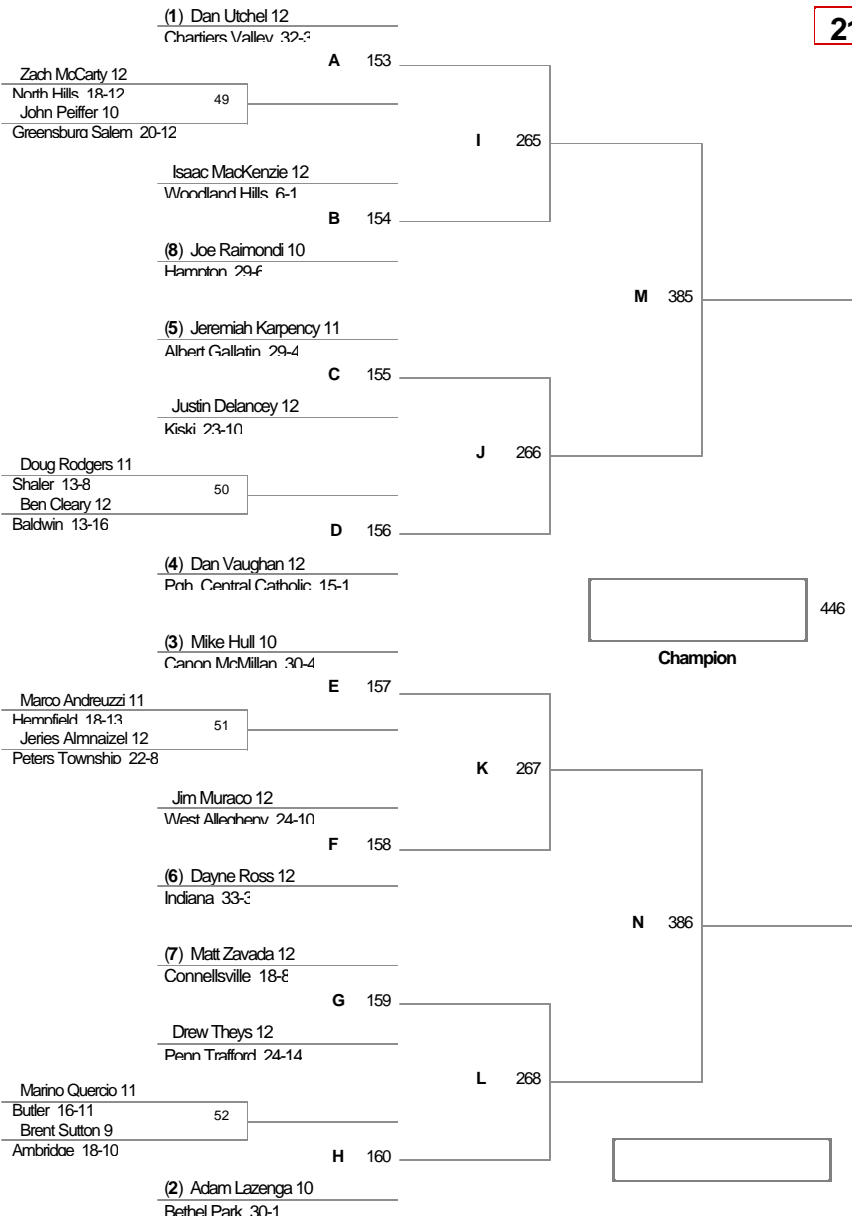 (1) Dan Utchel 12
21
Chartiers Valley 32-3
A 153
Zach McCarty 12
North Hills 18-12
49
John Peiffer 10
Greensburg Salem 20-12
I 265
Isaac MacKenzie 12
Woodland Hills 6-1
B 154
(8) Joe Raimondi 10
Hampton 29-6
M 385
(5) Jeremiah Karpency 11
Albert Gallatin 29-4
C 155
Justin Delancey 12
Kiski 23-10
J 266
Doug Rodgers 11
Shaler 13-8
50
Ben Cleary 12
Baldwin 13-16
D 156
(4) Dan Vaughan 12
Pgh. Central Catholic 15-1
446
(3) Mike Hull 10
Canon McMillan 30-4
Champion
E 157
Marco Andreuzzi 11
Hempfield 18-13
51
Jeries Almnaizel 12
Peters Township 22-8
K 267
Jim Muraco 12
West Allegheny 24-10
F 158
(6) Dayne Ross 12
Indiana 33-3
N 386
(7) Matt Zavada 12
Connellsville 18-8
G 159
Drew Theys 12
Penn Trafford 24-14
L 268
Marino Quercio 11
Butler 16-11
52
Brent Sutton 9
Ambridge 18-10
H 160
(2) Adam Lazenga 10
Bethel Park 30-1